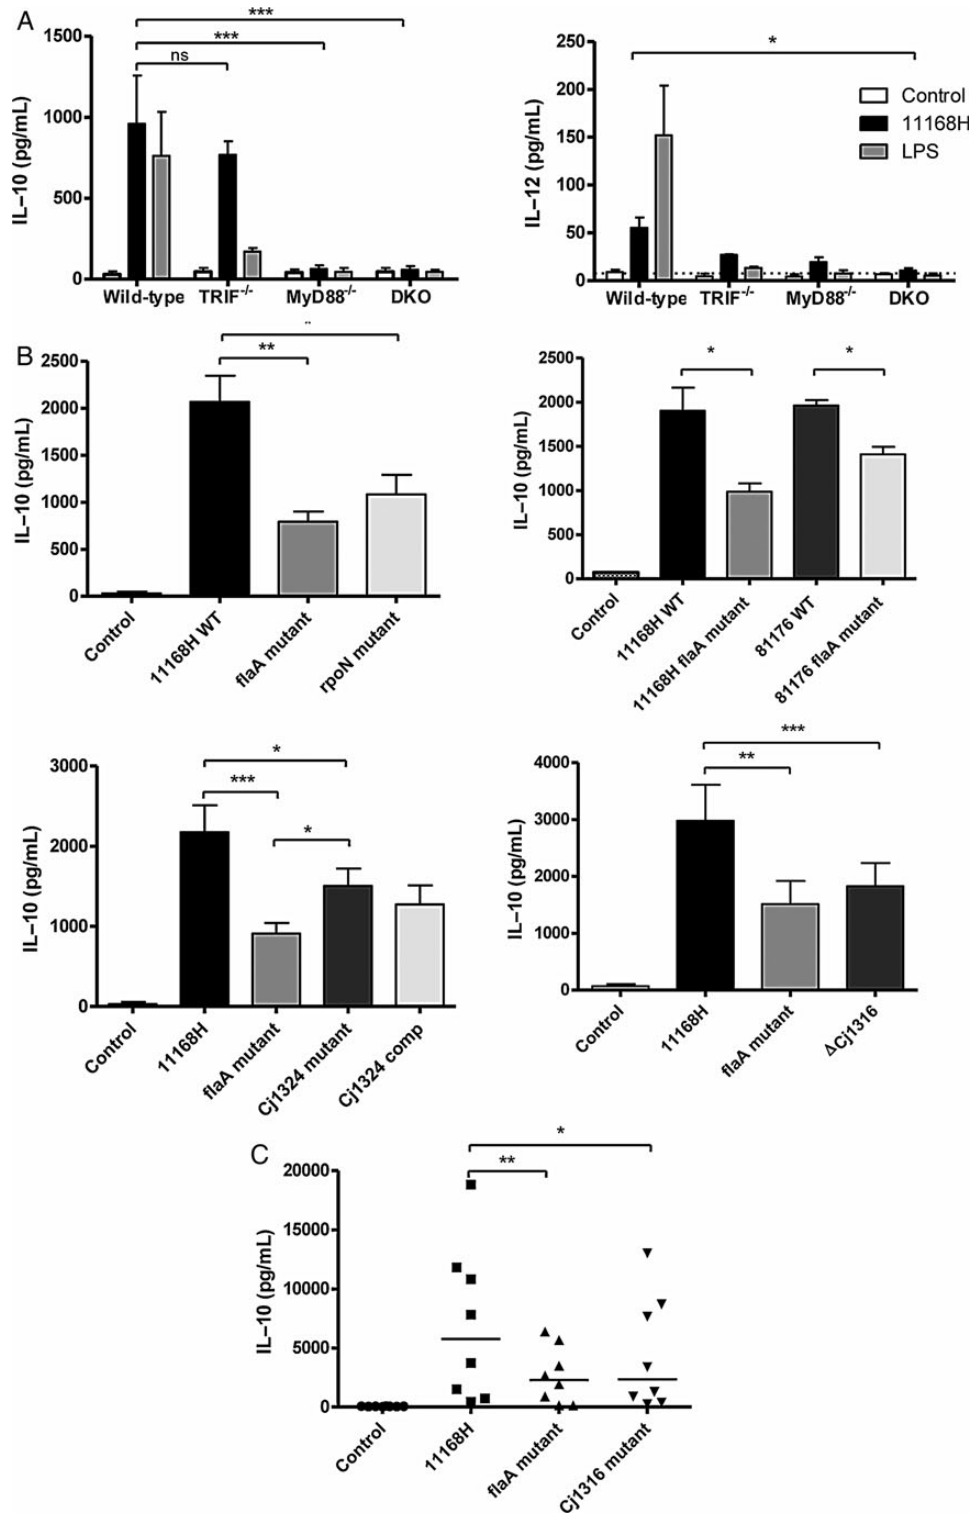 A
***
***
ns
1500
1000
500
0
IL–10 (pg/mL)
Wild-type TRIF-/- MyD88-/- DKO
*
250
200
150
100
50
0
IL–12 (pg/mL)
Control
11168H
LPS
Wild-type TRIF-/- MyD88-/- DKO
B
**
2500
2000
1500
1000
500
0
IL–10 (pg/mL)
Control
11168H WT
flaA mutant
rpoN mutant
* *
2500
2000
1500
1000
500
0
IL–10 (pg/mL)
Control
11168H WT
11168H flaA mutant
81176 WT
81176 flaA mutant
*
***
*
3000
2000
1000
0
IL–10 (pg/mL)
Control
11168H
flaA mutant
Cj1324 mutant
Cj1324 comp
***
**
4000
3000
2000
1000
0
IL–10 (pg/mL)
Control
11168H
flaA mutant
ΔCj1316
C
*
**
20000
15000
10000
5000
0
IL–10 (pg/mL)
Control
11168H
flaA mutant
Cj1316 mutant